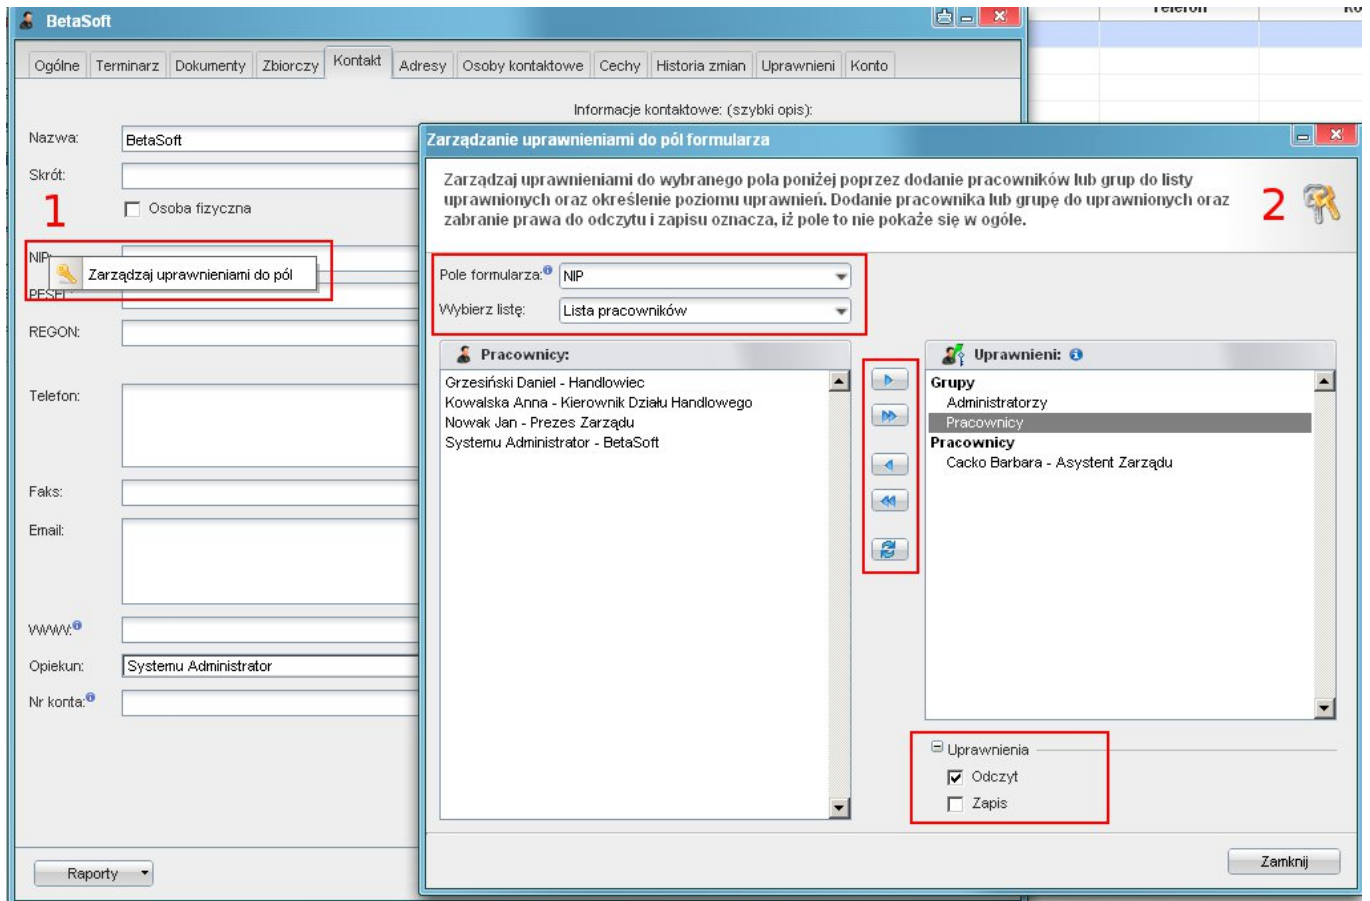 BetaSoft
Telefon
Ogólne Terminarz Dokumenty Zbiorczy Kontakt Adresy Osoby kontaktowe Cechy Historia zmian Uprawnieni Konto
Informacje kontaktowe: (szybki opis):
Nazwa: BetaSoft
Skrót:
1
Osoba fizyczna
NIP:
Zarządzaj uprawnieniami do pól
PESEL:
REGON:
Telefon:
Faks:
Email:
WWW:
Opiekun: Systemu Administrator
Nr konta:
Raporty
Zarządzanie uprawnieniami do pól formularza
Zarządzaj uprawnieniami do wybranego pola poniżej poprzez dodanie pracowników lub grup do listy
uprawnionych oraz określenie poziomu uprawnień. Dodanie pracownika lub grupę do uprawnionych oraz
zabranie prawa do odczytu i zapisu oznacza, iż pole to nie pokaże się w ogóle.
2
Pole formularza: NIP
Wybierz listę: Lista pracowników
Pracownicy:
Grzesiński Daniel - Handlowiec
Kowalska Anna - Kierownik Działu Handlowego
Nowak Jan - Prezes Zarządu
Systemu Administrator - BetaSoft
Uprawnieni:
Grupy
Administratorzy
Pracownicy
Pracownicy
Cacko Barbara - Asystent Zarządu
Uprawnienia
Odczyt
Zapis
Zamknij